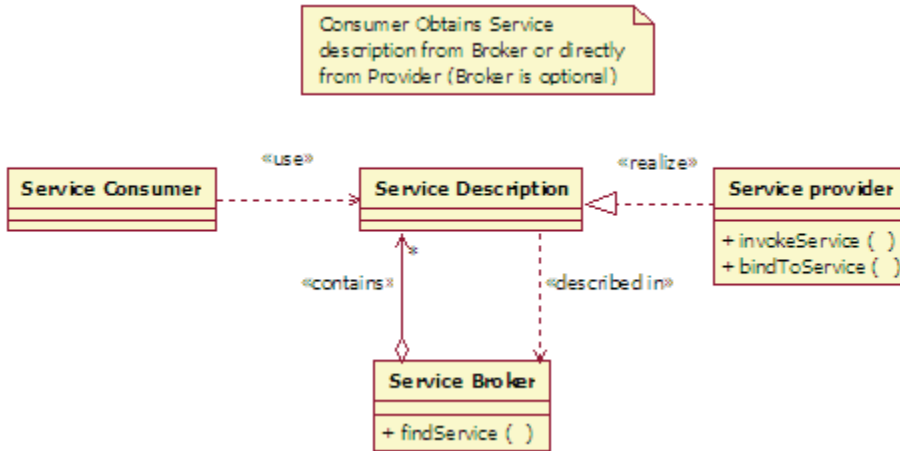 Consumer Obtains Service
description from Broker or directly
from Provider (Broker is optional)
«use»
«realize»
Service Consumer
Service Description
Service provider
+ invokeService ( )
+ bindToService ( )
*
«contains»
«described in»
Service Broker
+ findService ( )